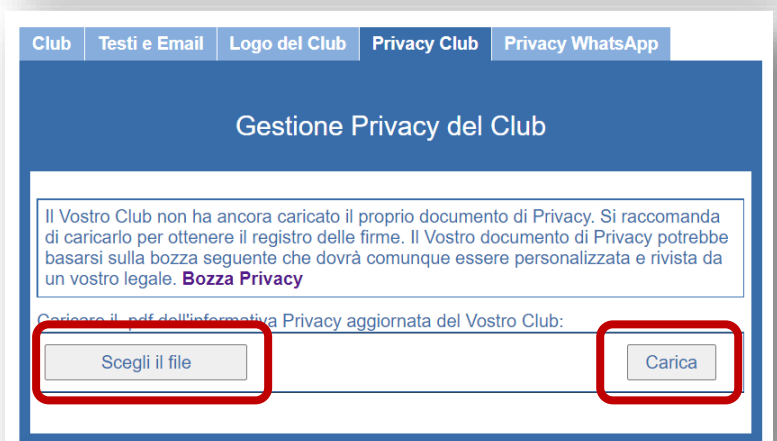 Club Testi e Email Logo del Club Privacy Club Privacy WhatsApp
Gestione Privacy del Club
Il Vostro Club non ha ancora caricato il proprio documento di Privacy. Si raccomanda
di caricarlo per ottenere il registro delle firme. Il Vostro documento di Privacy potrebbe
basarsi sulla bozza seguente che dovrà comunque essere personalizzata e rivista da
un vostro legale. Bozza Privacy
Caricare il .pdf dell'informativa Privacy aggiornata del Vostro Club:
Scegli il file Carica